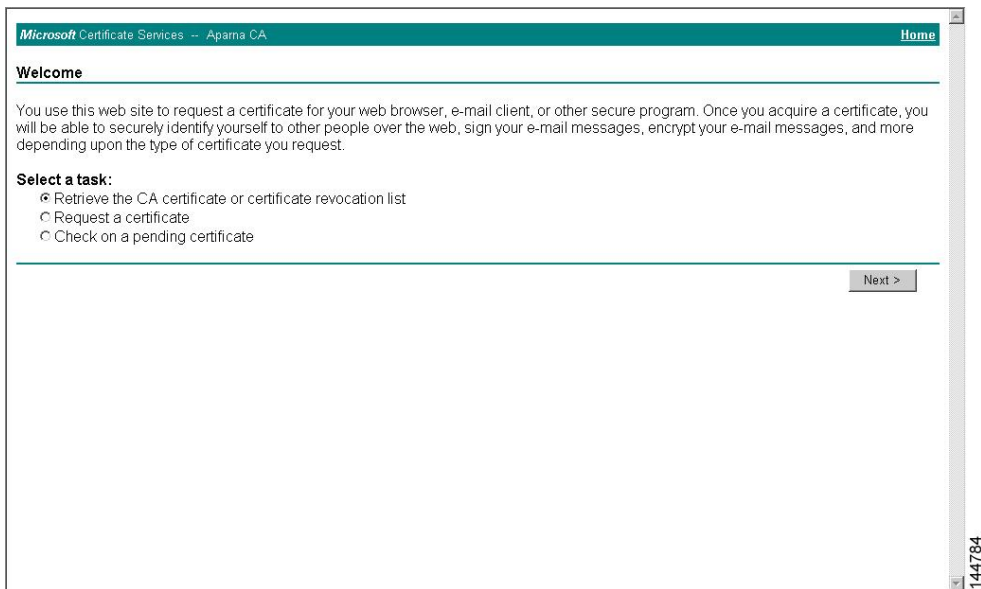 Microsoft Certificate Services -- Aparna CA Home
Welcome
You use this web site to request a certificate for your web browser, e-mail client, or other secure program. Once you acquire a certificate, you
will be able to securely identify yourself to other people over the web, sign your e-mail messages, encrypt your e-mail messages, and more
depending upon the type of certificate you request.
Select a task:
Retrieve the CA certificate or certificate revocation list
Request a certificate
Check on a pending certificate
Next >
144784